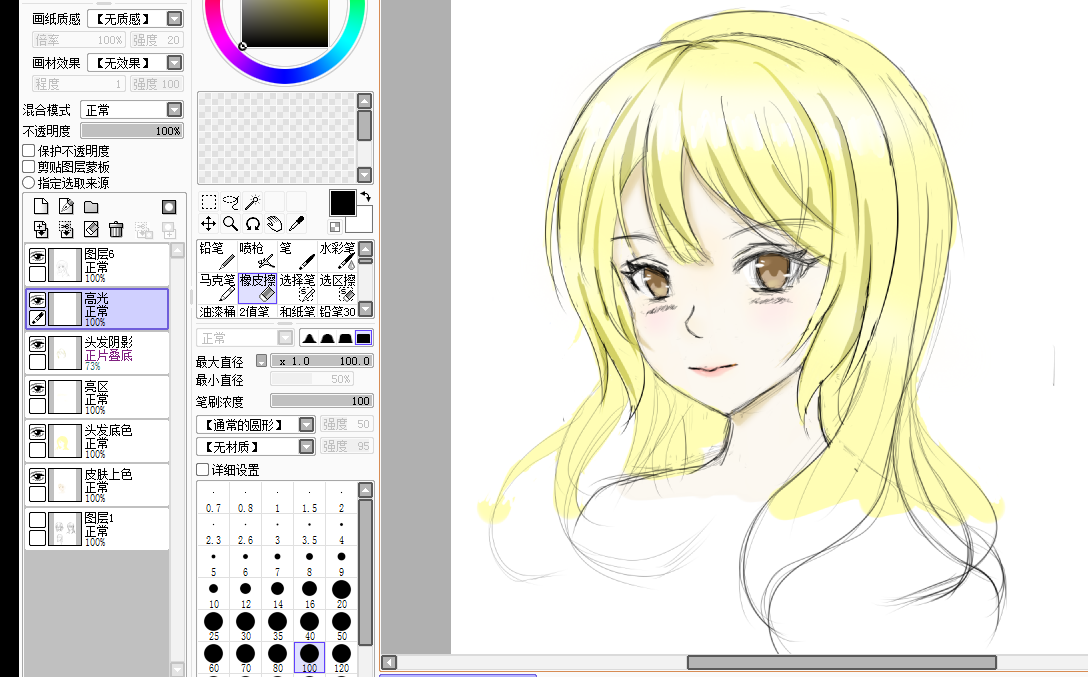 画纸质感 【无质感】
倍率 100% 强度 20
画材效果 【无效果】
程度 1 强度 100
混合模式 正常
不透明度 100%
保护不透明度
剪贴图层蒙板
指定选取来源
图层6
正常
100%
高光
正常
100%
头发阴影
正片叠底
73%
亮区
正常
100%
头发底色
正常
100%
皮肤上色
正常
100%
图层1
正常
100%
铅笔 喷枪 笔 水彩笔
马克笔 橡皮擦 选择笔 选区擦
油漆桶 2值笔 和纸笔 铅笔30
正常
最大直径 x 1.0 100.0
最小直径 50%
笔刷浓度 100
【通常的圆形】 强度 50
【无材质】 强度 95
详细设置
0.7 0.8 1 1.5 2
2.3 2.6 3 3.5 4
5 6 7 8 9
10 12 14 16 20
25 30 35 40 50
60 70 80 100 120